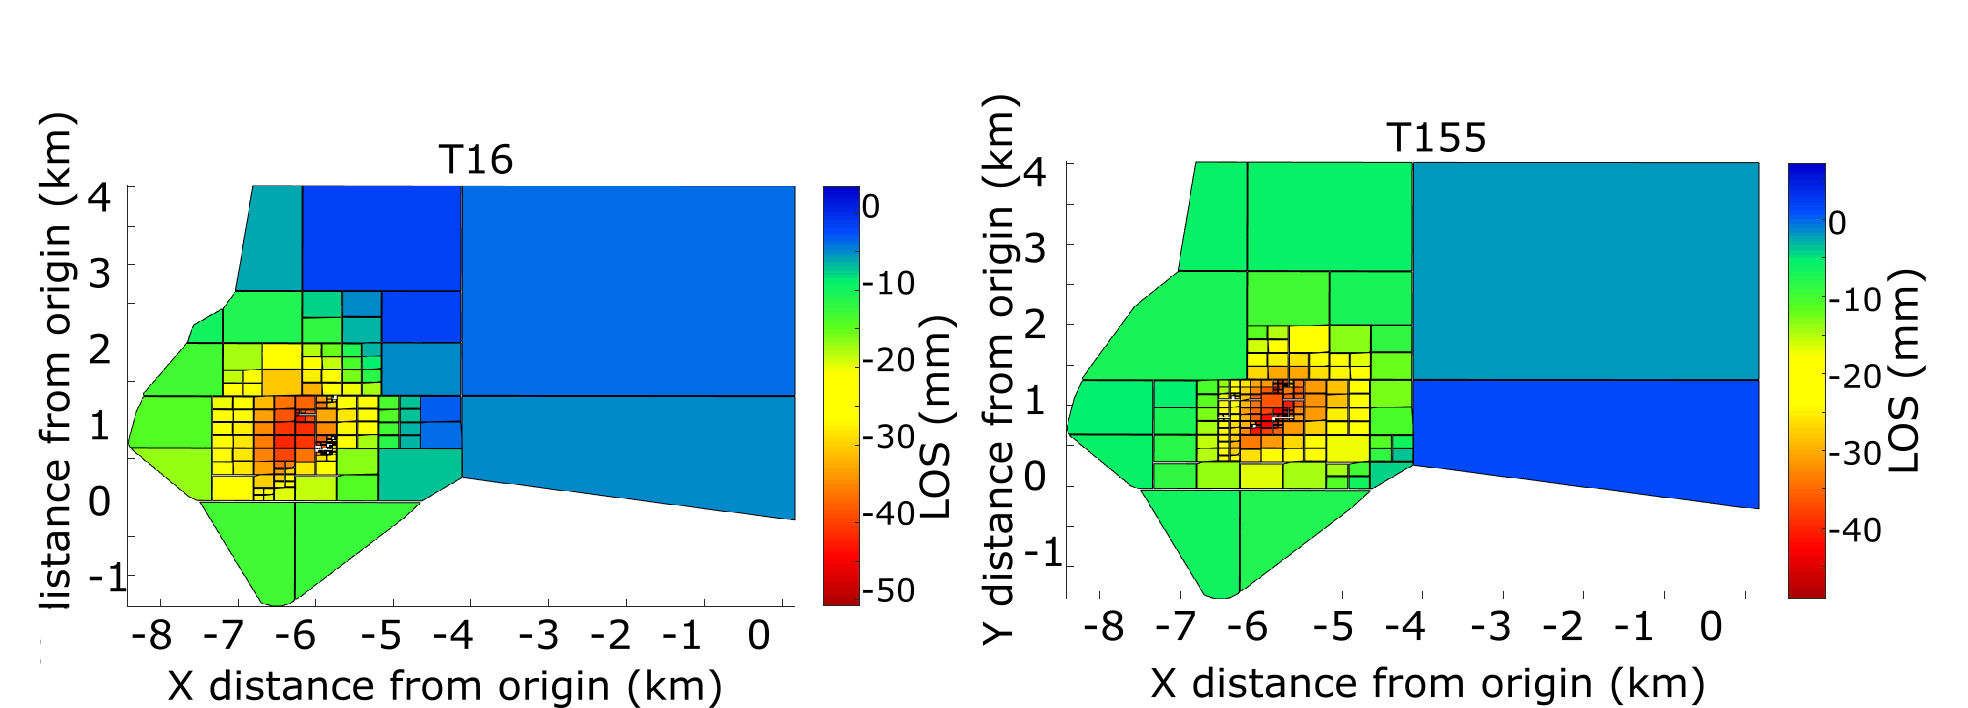 T16
listance from origin (km)
4
3
2
1
0
-1
-8 -7 -6 -5 -4 -3 -2 -1 0
X distance from origin (km)
0
-10
-20
-30
-40
-50
LOS (mm)
T155
Y distance from origin (km)
4
3
2
1
0
-1
-8 -7 -6 -5 -4 -3 -2 -1 0
X distance from origin (km)
0
-10
-20
-30
-40
LOS (mm)